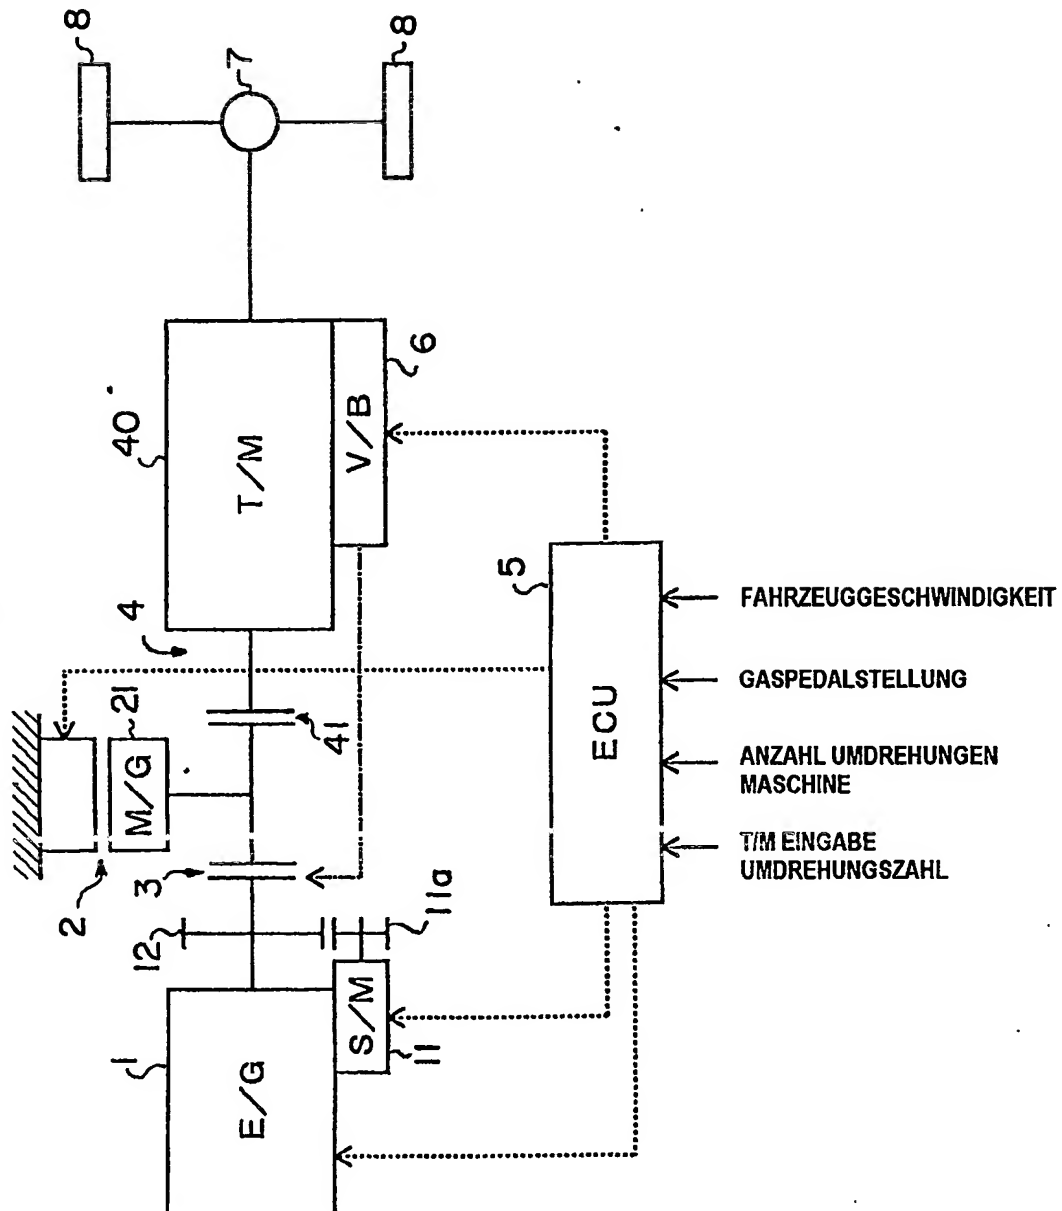 8
8
7
40
T/M
6
V/B
4
41
21
M/G
2
3
12
11a
S/M
11
1
E/G
5
ECU
FAHRZEUGGESCHWINDIGKEIT
GASPEDALSTELLUNG
ANZAHL UMDREHUNGEN
MASCHINE
T/M EINGABE
UMDREHUNGSZAHL